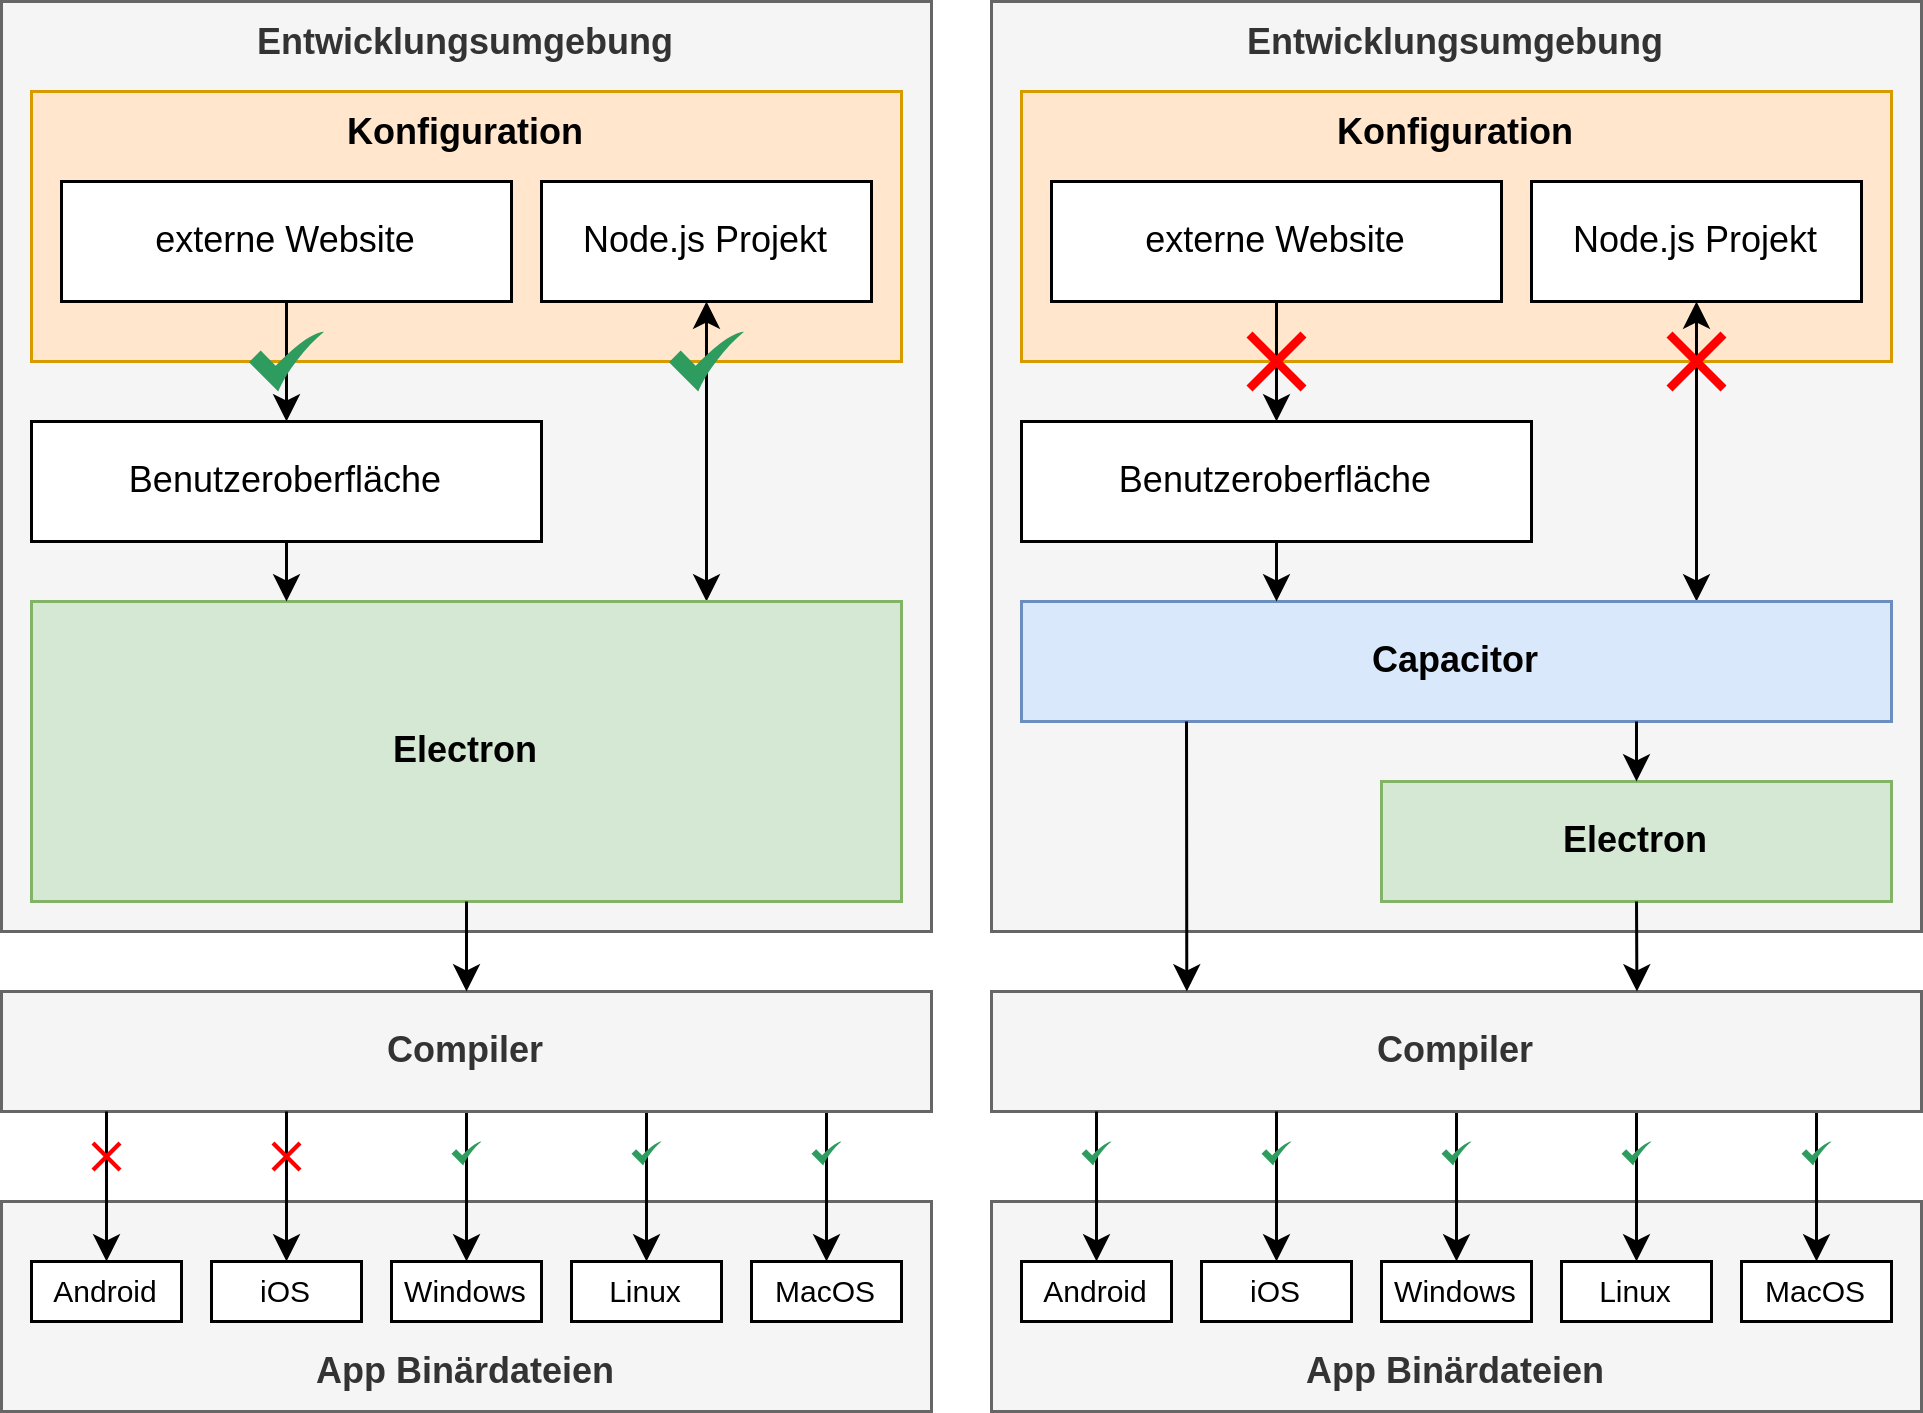 Entwicklungsumgebung
Konfiguration
externe Website
Node.js Projekt
Benutzeroberfläche
Electron
Compiler
Android
iOS
Windows
Linux
MacOS
App Binärdateien
Entwicklungsumgebung
Konfiguration
externe Website
Node.js Projekt
Benutzeroberfläche
Capacitor
Electron
Compiler
Android
iOS
Windows
Linux
MacOS
App Binärdateien